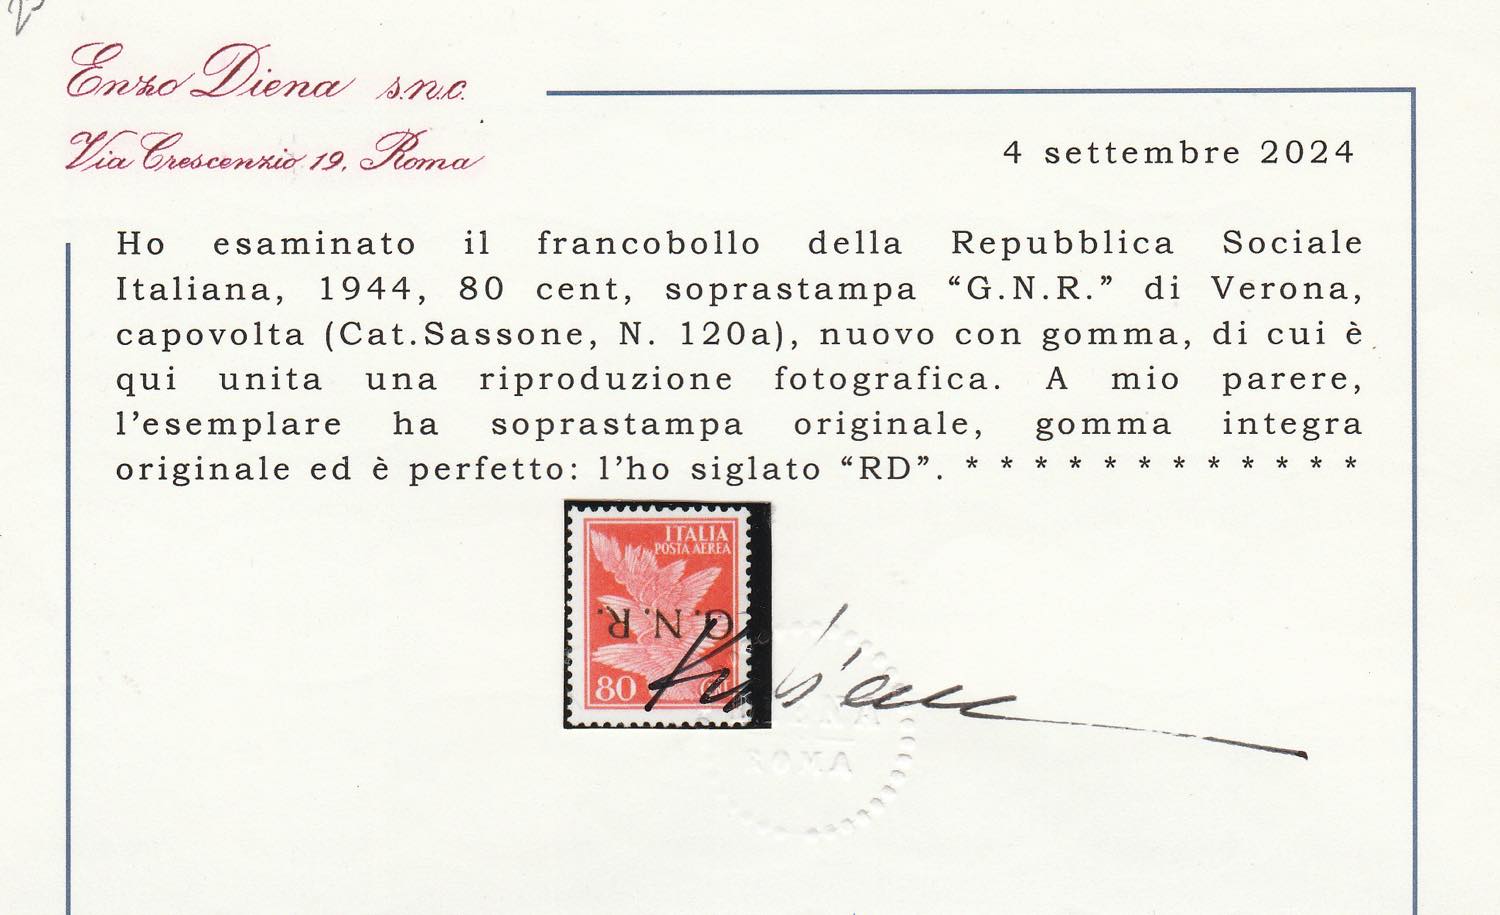 Enzo Diena s.n.c.
Via Crescenzio 19. Roma
4 settembre 2024
Ho esaminato il francobollo della Repubblica Sociale
Italiana, 1944, 80 cent, soprastampa “G.N.R.” di Verona,
capovolta (Cat.Sassone, N. 120a), nuovo con gomma, di cui è
qui unita una riproduzione fotografica. A mio parere,
l’esemplare ha soprastampa originale, gomma integra
originale ed è perfetto: l’ho siglato “RD”. * * * * * * * * * * * *
ITALIA
POSTA AEREA
G.N.R.
80